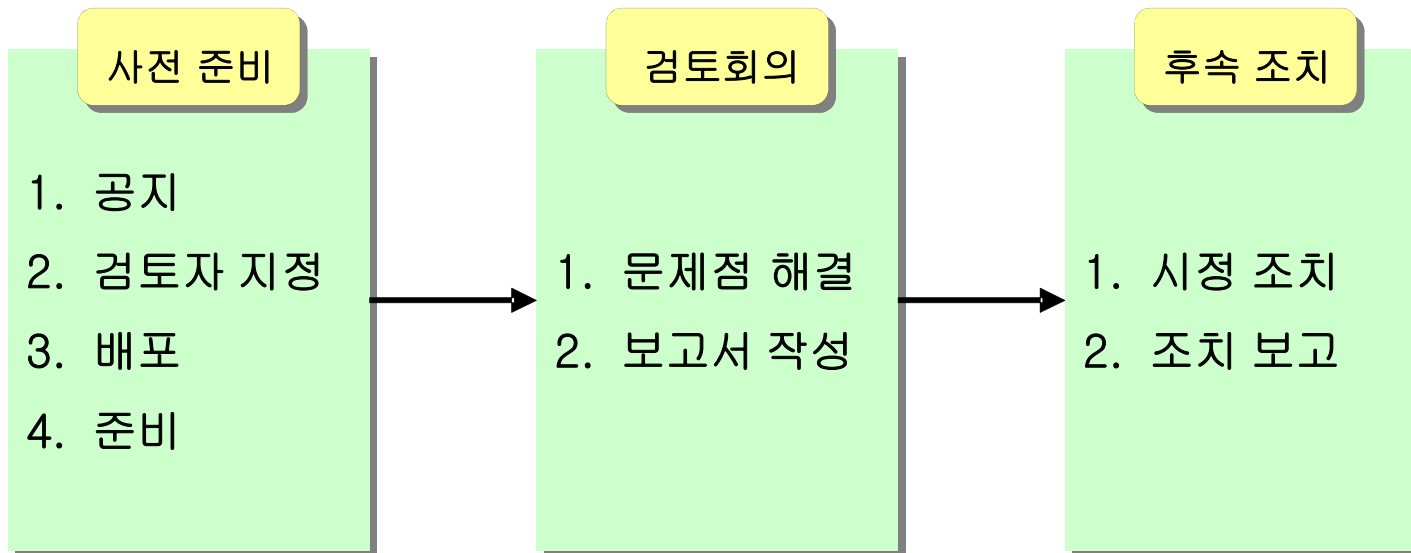 사전 준비
1. 공지
2. 검토자 지정
3. 배포
4. 준비
검토회의
1. 문제점 해결
2. 보고서 작성
후속 조치
1. 시정 조치
2. 조치 보고